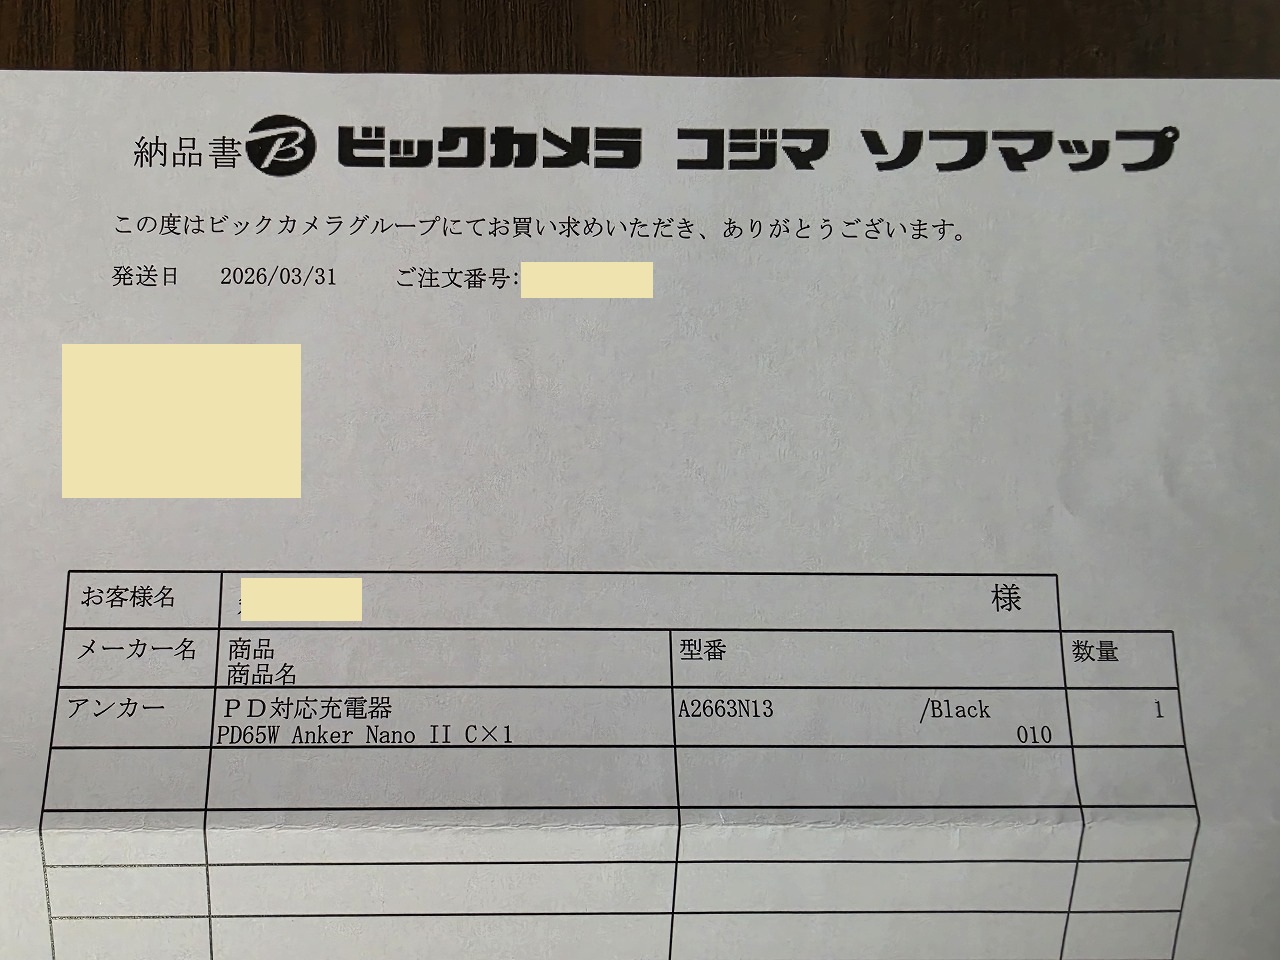 納品書 B ビックカメラ コジマ ソフマップ
この度はビックカメラグループにてお買い求めいただき、ありがとうございます。
発送日 2026/03/31 ご注文番号:
お客様名 様
メーカー名 商品 型番 数量
商品名
アンカー ＰＤ対応充電器 A2663N13 /Black 1
PD65W Anker Nano II C×1 010